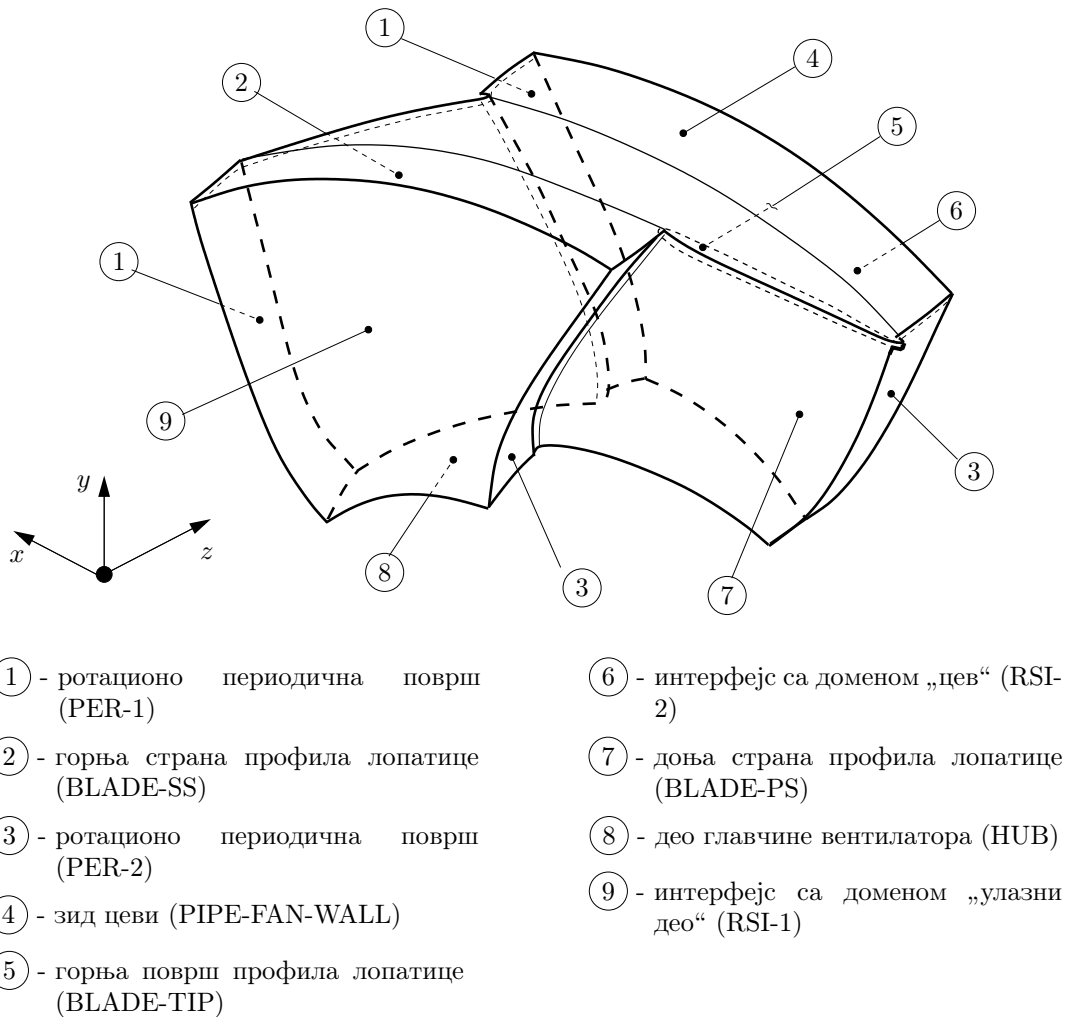 1
4
2
5
6
1
9
3
y
x
z
8
3
7
1 - ротационо периодична површ
(PER-1)
2 - горња страна профила лопатице
(BLADE-SS)
3 - ротационо периодична површ
(PER-2)
4 - зид цеви (PIPE-FAN-WALL)
5 - горња површ профила лопатице
(BLADE-TIP)
6 - интерфејс са доменом „цев“ (RSI-
2)
7 - доња страна профила лопатице
(BLADE-PS)
8 - део главчине вентилатора (HUB)
9 - интерфејс са доменом „улазни
део“ (RSI-1)